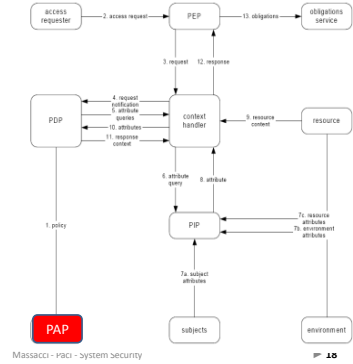 access
requester
2. access request
PEP
13. obligations
obligations
service
3. request
12. response
4. request
notification
5. attribute
queries
10. attributes
11. response
context
PDP
context
handler
9. resource
content
resource
6. attribute
query
8. attribute
1. policy
7c. resource
attributes
7b. environment
attributes
PIP
7a. subject
attributes
PAP
subjects
environment
Massacci - Paci - System Security
18